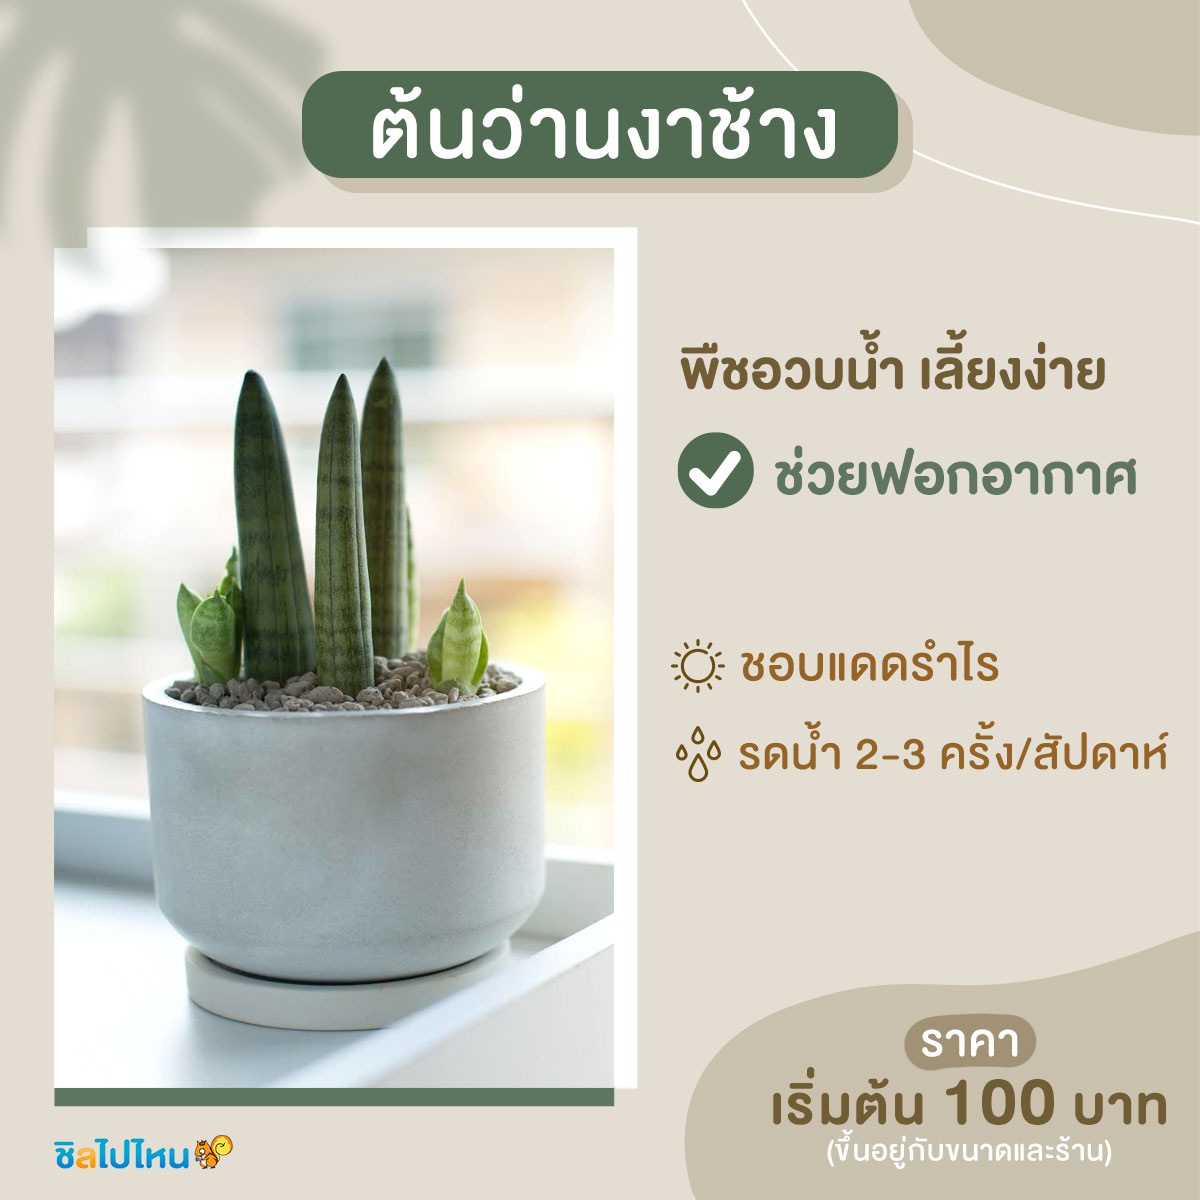 ต้นว่านงาช้าง
พืชอวบน้ำ เลี้ยงง่าย
ช่วยฟอกอากาศ
ชอบแดดรำไร
รดน้ำ 2-3 ครั้ง/สัปดาห์
ราคา
เริ่มต้น 100 บาท
(ขึ้นอยู่กับขนาดและร้าน)
ชิลไปไหน